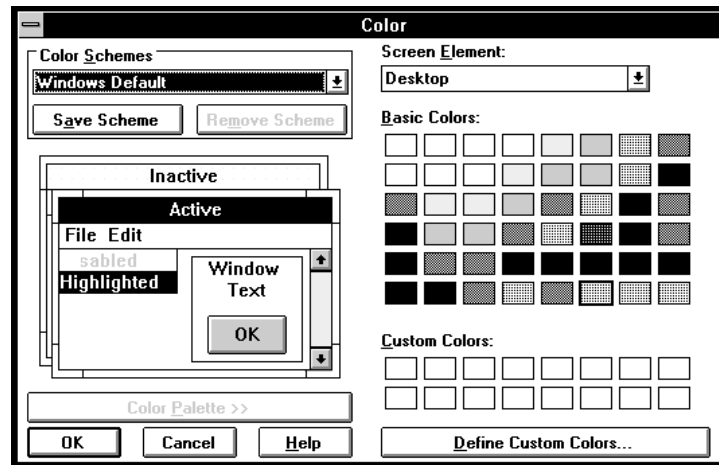 Color
Color Schemes
Windows Default
Save Scheme Remove Scheme
Inactive
Active
File Edit
sabled
Highlighted
Window
Text
OK
Color Palette >>
OK Cancel Help
Screen Element:
Desktop
Basic Colors:
Custom Colors:
Define Custom Colors...